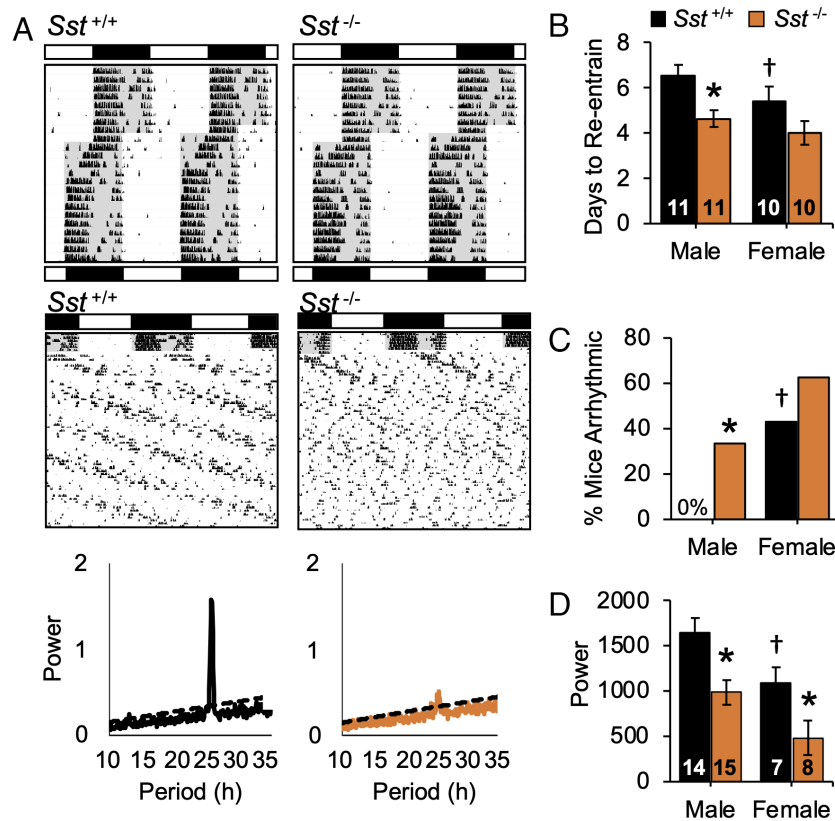 A
Sst +/+
Sst -/-
Sst +/+
Sst -/-
2
1
0
Power
10 15 20 25 30 35
Period (h)
2
1
0
10 15 20 25 30 35
Period (h)
B
Sst +/+
Sst -/-
8
6
4
2
0
Days to Re-entrain
*
†
11
11
10
10
Male
Female
C
80
60
40
20
0
% Mice Arrhythmic
0%
*
†
Male
Female
D
2000
1500
1000
500
0
Power
*
†
*
14
15
7
8
Male
Female